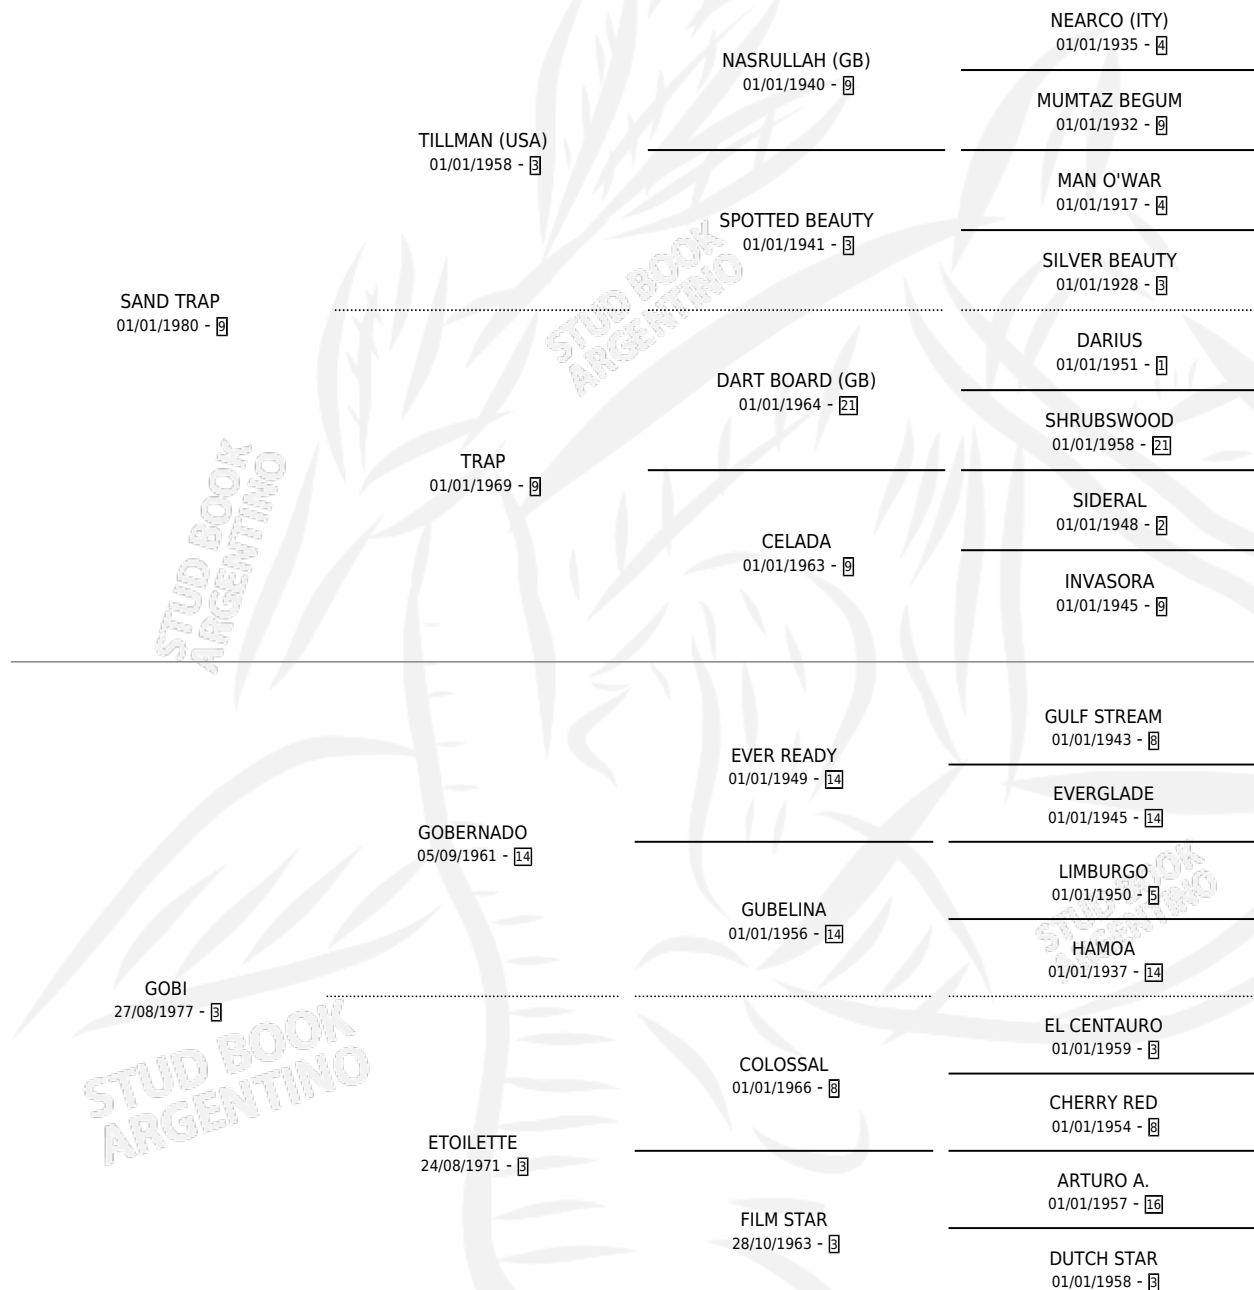 NEARCO (ITY)
01/01/1935 - 4
NASRULLAH (GB)
01/01/1940 - 9
MUMTAZ BEGUM
01/01/1932 - 9
TILLMAN (USA)
01/01/1958 - 3
MAN O'WAR
01/01/1917 - 4
SPOTTED BEAUTY
01/01/1941 - 3
SILVER BEAUTY
01/01/1928 - 3
SAND TRAP
01/01/1980 - 9
STUD BOOK
ARGENTINO
DARIUS
01/01/1951 - 1
DART BOARD (GB)
01/01/1964 - 21
SHRUBSWOOD
01/01/1958 - 21
TRAP
01/01/1969 - 9
SIDERAL
01/01/1948 - 2
CELADA
01/01/1963 - 9
INVASORA
01/01/1945 - 9
STUD BOOK
ARGENTINO
GULF STREAM
01/01/1943 - 8
EVER READY
01/01/1949 - 14
EVERGLADE
01/01/1945 - 14
GOBERNADO
05/09/1961 - 14
LIMBURGO
01/01/1950 - 5
GUBELINA
01/01/1956 - 14
HAMOA
01/01/1937 - 14
STUD BOOK
ARGENTINO
GOBI
27/08/1977 - 3
EL CENTAURO
01/01/1959 - 3
COLOSSAL
01/01/1966 - 8
CHERRY RED
01/01/1954 - 8
STUD BOOK
ARGENTINO
ETOILETTE
24/08/1971 - 3
ARTURO A.
01/01/1957 - 16
FILM STAR
28/10/1963 - 3
DUTCH STAR
01/01/1958 - 3